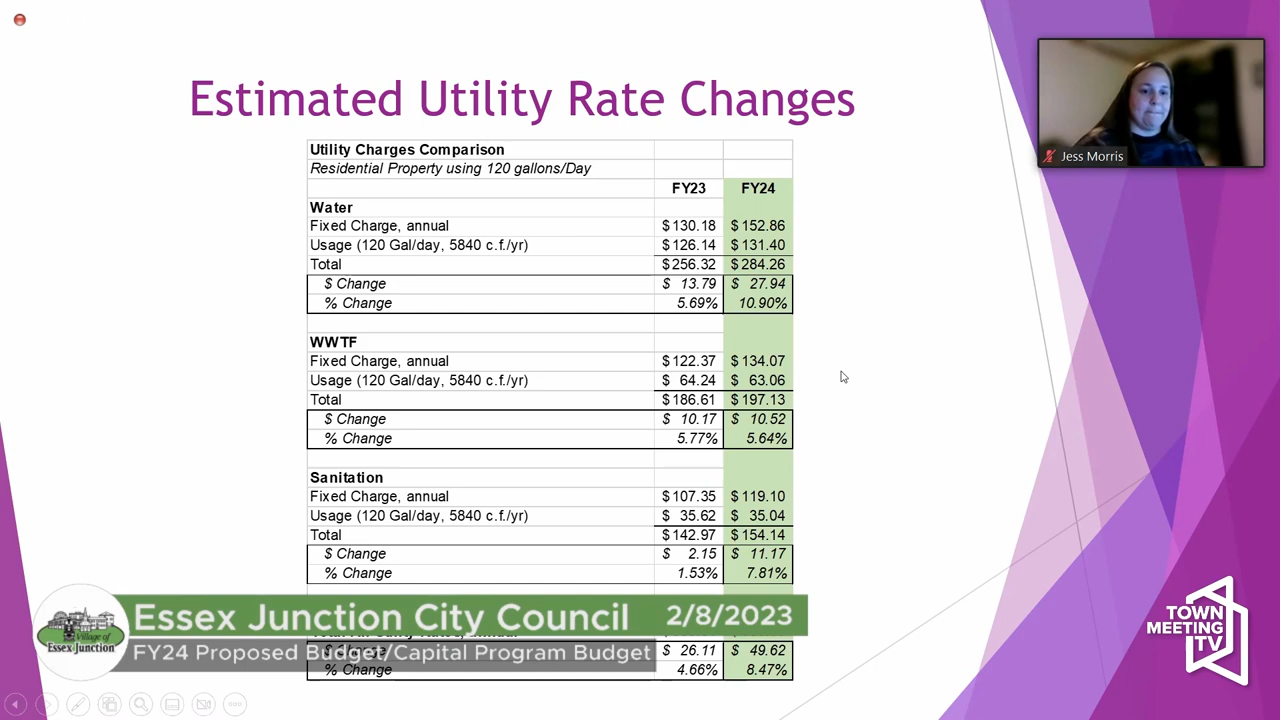 Estimated Utility Rate Changes
Utility Charges Comparison
Residential Property using 120 gallons/Day
FY23 FY24
Water
Fixed Charge, annual $130.18 $152.86
Usage (120 Gal/day, 5840 c.f./yr) $126.14 $131.40
Total $256.32 $284.26
$ Change $ 13.79 $ 27.94
% Change 5.69% 10.90%
WWTF
Fixed Charge, annual $122.37 $134.07
Usage (120 Gal/day, 5840 c.f./yr) $ 64.24 $ 63.06
Total $186.61 $197.13
$ Change $ 10.17 $ 10.52
% Change 5.77% 5.64%
Sanitation
Fixed Charge, annual $107.35 $119.10
Usage (120 Gal/day, 5840 c.f./yr) $ 35.62 $ 35.04
Total $142.97 $154.14
$ Change $ 2.15 $ 11.17
% Change 1.53% 7.81%
$ 26.11 $ 49.62
% Change 4.66% 8.47%
Jess Morris
Village of
Essex Junction
Essex Junction City Council 2/8/2023
FY24 Proposed Budget/Capital Program Budget
TOWN
MEETING
TV